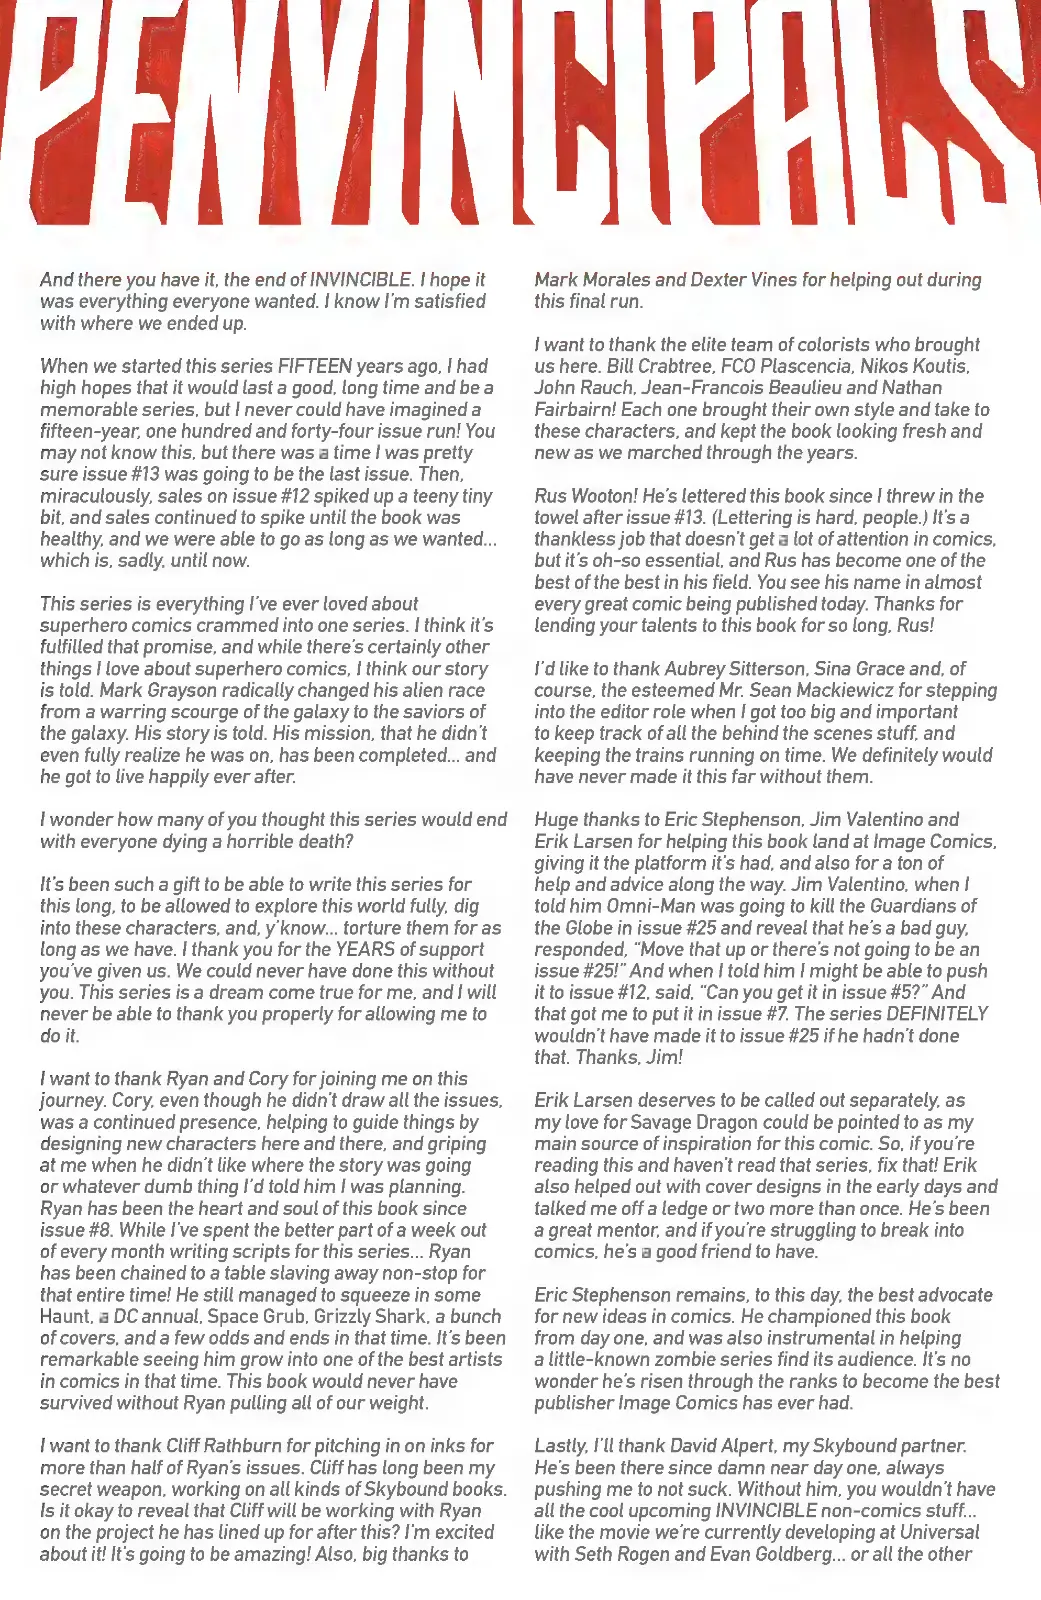 PENVINCIPALS
And there you have it, the end of INVINCIBLE. I hope it
was everything everyone wanted. I know I'm satisfied
with where we ended up.
When we started this series FIFTEEN years ago, I had
high hopes that it would last a good, long time and be a
memorable series, but I never could have imagined a
fifteen-year, one hundred and forty-four issue run! You
may not know this, but there was a time I was pretty
sure issue #13 was going to be the last issue. Then,
miraculously, sales on issue #12 spiked up a teeny tiny
bit, and sales continued to spike until the book was
healthy, and we were able to go as long as we wanted...
which is, sadly, until now.
This series is everything I've ever loved about
superhero comics crammed into one series. I think it's
fulfilled that promise, and while there's certainly other
things I love about superhero comics, I think our story
is told. Mark Grayson radically changed his alien race
from a warring scourge of the galaxy to the saviors of
the galaxy. His story is told. His mission, that he didn't
even fully realize he was on, has been completed... and
he got to live happily ever after.
I wonder how many of you thought this series would end
with everyone dying a horrible death?
It's been such a gift to be able to write this series for
this long, to be allowed to explore this world fully, dig
into these characters, and, y'know... torture them for as
long as we have. I thank you for the YEARS of support
you've given us. We could never have done this without
you. This series is a dream come true for me, and I will
never be able to thank you properly for allowing me to
do it.
I want to thank Ryan and Cory for joining me on this
journey. Cory, even though he didn't draw all the issues,
was a continued presence, helping to guide things by
designing new characters here and there, and griping
at me when he didn't like where the story was going
or whatever dumb thing I'd told him I was planning.
Ryan has been the heart and soul of this book since
issue #8. While I've spent the better part of a week out
of every month writing scripts for this series... Ryan
has been chained to a table slaving away non-stop for
that entire time! He still managed to squeeze in some
Haunt, a DC annual, Space Grub, Grizzly Shark, a bunch
of covers, and a few odds and ends in that time. It's been
remarkable seeing him grow into one of the best artists
in comics in that time. This book would never have
survived without Ryan pulling all of our weight.
I want to thank Cliff Rathburn for pitching in on inks for
more than half of Ryan's issues. Cliff has long been my
secret weapon, working on all kinds of Skybound books.
Is it okay to reveal that Cliff will be working with Ryan
on the project he has lined up for after this? I'm excited
about it! It's going to be amazing! Also, big thanks to
Mark Morales and Dexter Vines for helping out during
this final run.
I want to thank the elite team of colorists who brought
us here. Bill Crabtree, FCO Plascencia, Nikos Koutis,
John Rauch, Jean-Francois Beaulieu and Nathan
Fairbairn! Each one brought their own style and take to
these characters, and kept the book looking fresh and
new as we marched through the years.
Rus Wooton! He's lettered this book since I threw in the
towel after issue #13. (Lettering is hard, people.) It's a
thankless job that doesn't get a lot of attention in comics,
but it's oh-so essential, and Rus has become one of the
best of the best in his field. You see his name in almost
every great comic being published today. Thanks for
lending your talents to this book for so long, Rus!
I'd like to thank Aubrey Sitterson, Sina Grace and, of
course, the esteemed Mr. Sean Mackiewicz for stepping
into the editor role when I got too big and important
to keep track of all the behind the scenes stuff, and
keeping the trains running on time. We definitely would
have never made it this far without them.
Huge thanks to Eric Stephenson, Jim Valentino and
Erik Larsen for helping this book land at Image Comics,
giving it the platform it's had, and also for a ton of
help and advice along the way. Jim Valentino, when I
told him Omni-Man was going to kill the Guardians of
the Globe in issue #25 and reveal that he's a bad guy,
responded, "Move that up or there's not going to be an
issue #25!" And when I told him I might be able to push
it to issue #12, said, "Can you get it in issue #5?" And
that got me to put it in issue #7. The series DEFINITELY
wouldn't have made it to issue #25 if he hadn't done
that. Thanks, Jim!
Erik Larsen deserves to be called out separately, as
my love for Savage Dragon could be pointed to as my
main source of inspiration for this comic. So, if you're
reading this and haven't read that series, fix that! Erik
also helped out with cover designs in the early days and
talked me off a ledge or two more than once. He's been
a great mentor, and if you're struggling to break into
comics, he's a good friend to have.
Eric Stephenson remains, to this day, the best advocate
for new ideas in comics. He championed this book
from day one, and was also instrumental in helping
a little-known zombie series find its audience. It's no
wonder he's risen through the ranks to become the best
publisher Image Comics has ever had.
Lastly, I'll thank David Alpert, my Skybound partner.
He's been there since damn near day one, always
pushing me to not suck. Without him, you wouldn't have
all the cool upcoming INVINCIBLE non-comics stuff...
like the movie we're currently developing at Universal
with Seth Rogen and Evan Goldberg... or all the other